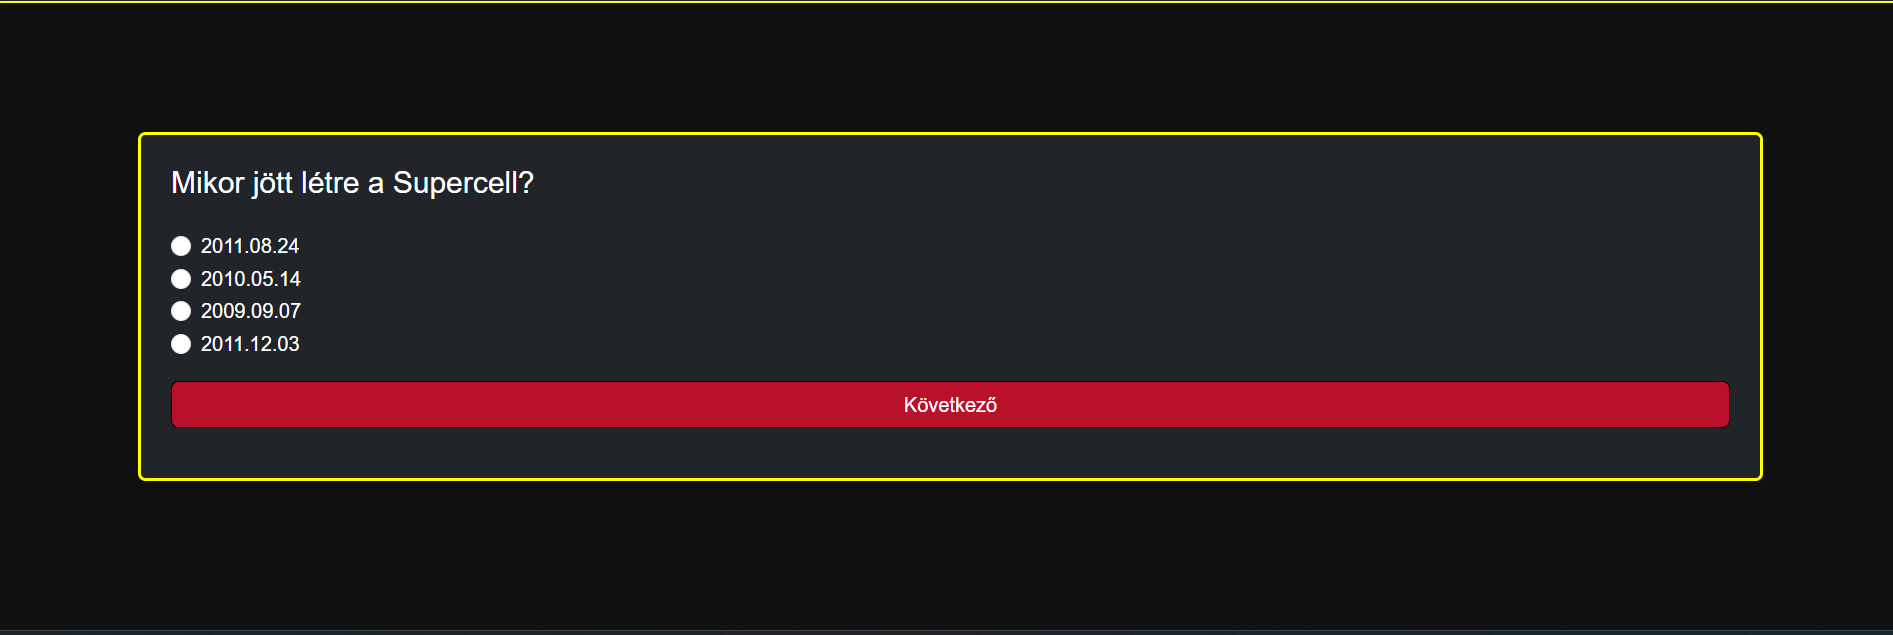 Mikor jött létre a Supercell?
2011.08.24
2010.05.14
2009.09.07
2011.12.03
Következő